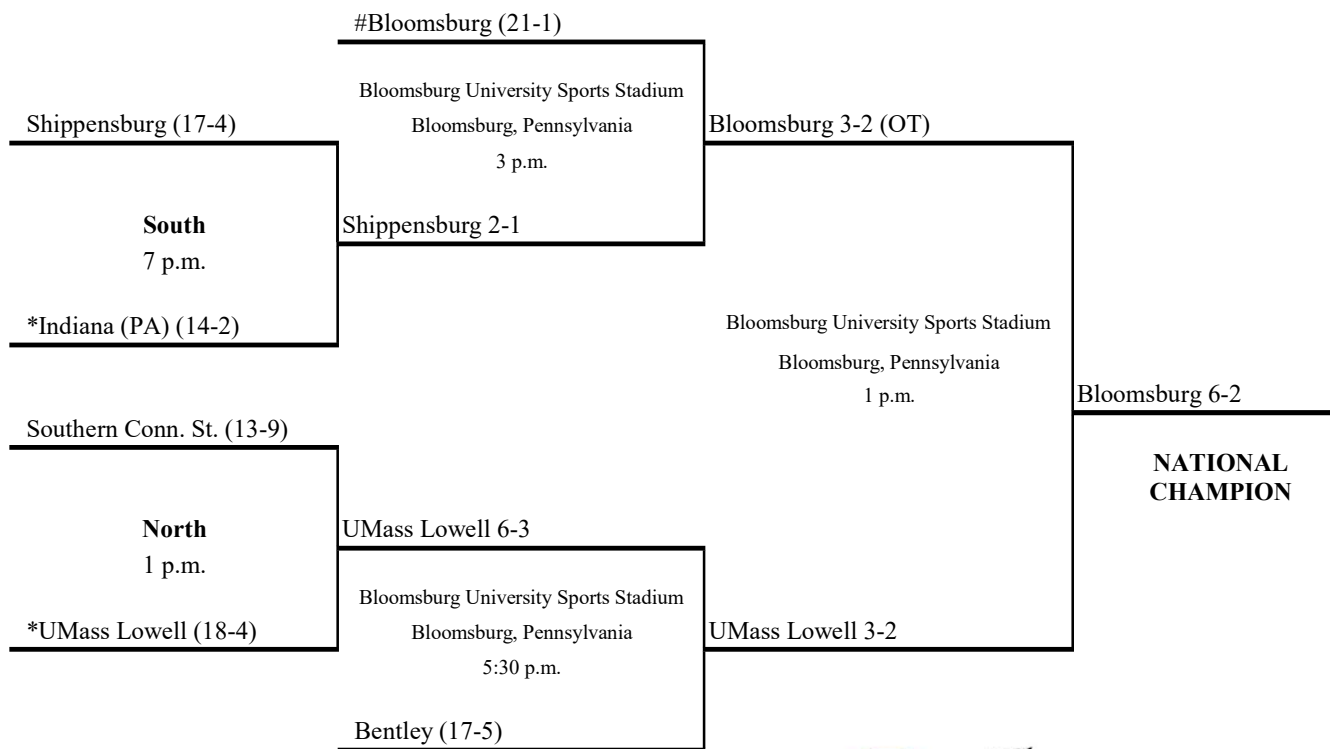 #Bloomsburg (21-1)
Bloomsburg University Sports Stadium
Bloomsburg, Pennsylvania
3 p.m.
Shippensburg (17-4)
South
7 p.m.
*Indiana (PA) (14-2)
Shippensburg 2-1
Bloomsburg 3-2 (OT)
Bloomsburg University Sports Stadium
Bloomsburg, Pennsylvania
1 p.m.
Bloomsburg 6-2
NATIONAL
CHAMPION
Southern Conn. St. (13-9)
North
1 p.m.
*UMass Lowell (18-4)
UMass Lowell 6-3
Bloomsburg University Sports Stadium
Bloomsburg, Pennsylvania
5:30 p.m.
Bentley (17-5)
UMass Lowell 3-2